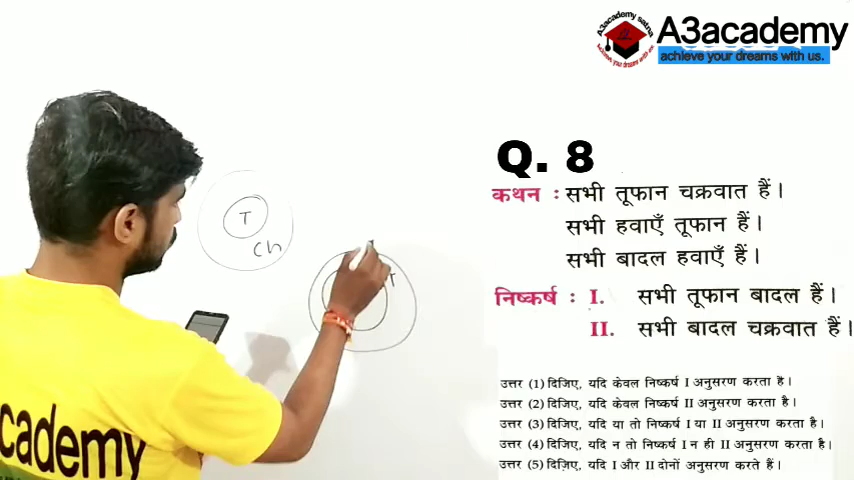 A3academy satna
A3academy
achieve your dreams with us.
Q. 8
कथन : सभी तूफान चक्रवात हैं।
सभी हवाएँ तूफान हैं।
सभी बादल हवाएँ हैं।
निष्कर्ष : I. सभी तूफान बादल हैं।
II. सभी बादल चक्रवात हैं।
उत्तर (1) दिजिए, यदि केवल निष्कर्ष I अनुसरण करता है।
उत्तर (2) दिजिए, यदि केवल निष्कर्ष II अनुसरण करता है।
उत्तर (3) दिजिए, यदि या तो निष्कर्ष I या II अनुसरण करता है।
उत्तर (4) दिजिए, यदि न तो निष्कर्ष I न ही II अनुसरण करता है।
उत्तर (5) दिजिए, यदि I और II दोनों अनुसरण करते हैं।
T
Ch
T
cademy